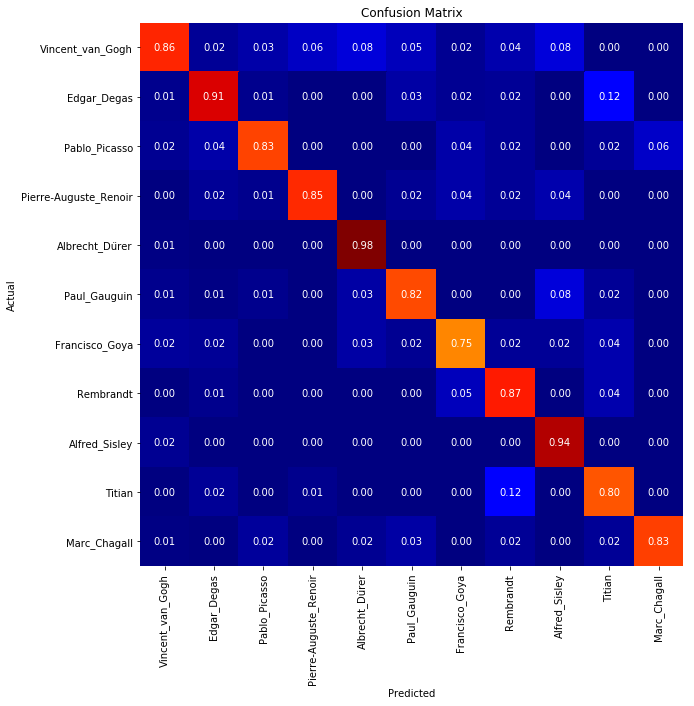 Confusion Matrix
Vincent_van_Gogh 0.86 0.02 0.03 0.06 0.08 0.05 0.02 0.04 0.08 0.00 0.00
Edgar_Degas 0.01 0.91 0.01 0.00 0.00 0.03 0.02 0.02 0.00 0.12 0.00
Pablo_Picasso 0.02 0.04 0.83 0.00 0.00 0.00 0.04 0.02 0.00 0.02 0.06
Pierre-Auguste_Renoir 0.00 0.02 0.01 0.85 0.00 0.02 0.04 0.02 0.04 0.00 0.00
Albrecht_Dürer 0.01 0.00 0.00 0.00 0.98 0.00 0.00 0.00 0.00 0.00 0.00
Paul_Gauguin 0.01 0.01 0.01 0.00 0.03 0.82 0.00 0.00 0.08 0.02 0.00
Actual
Francisco_Goya 0.02 0.02 0.00 0.00 0.03 0.02 0.75 0.02 0.02 0.04 0.00
Rembrandt 0.00 0.01 0.00 0.00 0.00 0.00 0.05 0.87 0.00 0.04 0.00
Alfred_Sisley 0.02 0.00 0.00 0.00 0.00 0.00 0.00 0.00 0.94 0.00 0.00
Titian 0.00 0.02 0.00 0.01 0.00 0.00 0.00 0.12 0.00 0.80 0.00
Marc_Chagall 0.01 0.00 0.02 0.00 0.02 0.03 0.00 0.02 0.00 0.02 0.83
Vincent_van_Gogh
Edgar_Degas
Pablo_Picasso
Pierre-Auguste_Renoir
Albrecht_Dürer
Paul_Gauguin
Francisco_Goya
Rembrandt
Alfred_Sisley
Titian
Marc_Chagall
Predicted